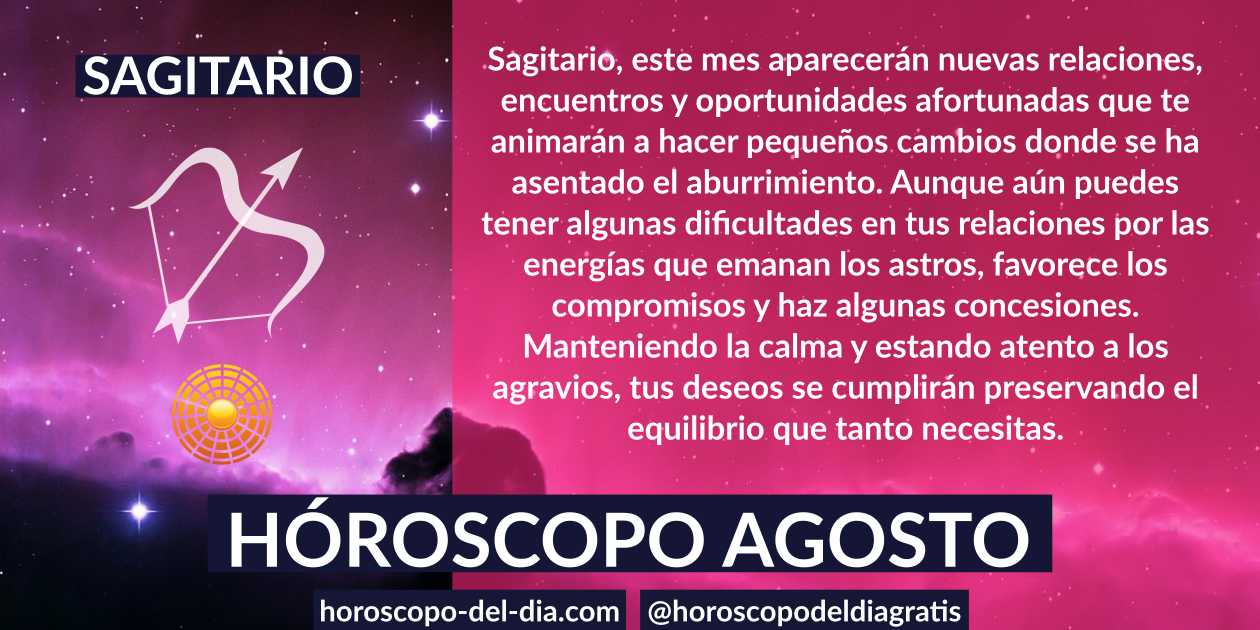 SAGITARIO
Sagitario, este mes aparecerán nuevas relaciones,
encuentros y oportunidades afortunadas que te
animarán a hacer pequeños cambios donde se ha
asentado el aburrimiento. Aunque aún puedes
tener algunas dificultades en tus relaciones por las
energías que emanan los astros, favorece los
compromisos y haz algunas concesiones.
Manteniendo la calma y estando atento a los
agravios, tus deseos se cumplirán preservando el
equilibrio que tanto necesitas.
HÓROSCOPO AGOSTO
horoscopo-del-dia.com
@horoscopodeldiagratis